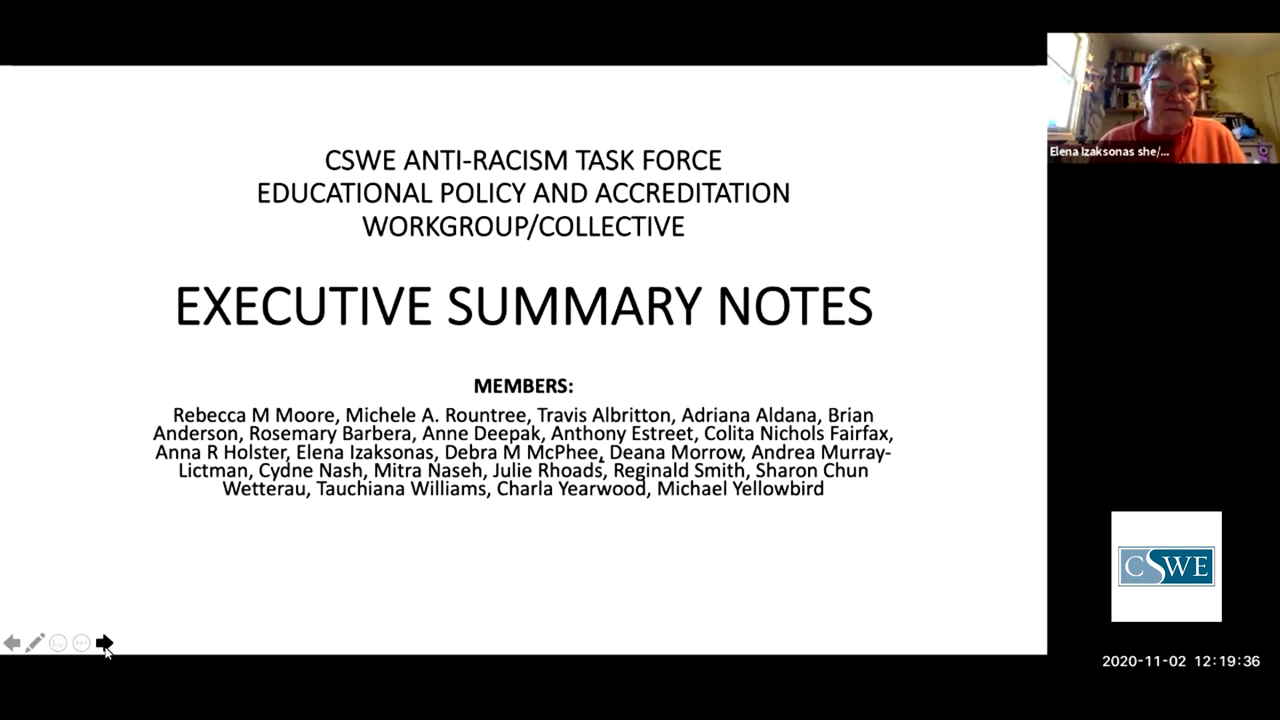 CSWE ANTI-RACISM TASK FORCE
EDUCATIONAL POLICY AND ACCREDITATION
WORKGROUP/COLLECTIVE
EXECUTIVE SUMMARY NOTES
MEMBERS:
Rebecca M Moore, Michele A. Rountree, Travis Albritton, Adriana Aldana, Brian
Anderson, Rosemary Barbera, Anne Deepak, Anthony Estreet, Colita Nichols Fairfax,
Anna R Holster, Elena Izaksonas, Debra M McPhee, Deana Morrow, Andrea Murray-
Lictman, Cydne Nash, Mitra Naseh, Julie Rhoads, Reginald Smith, Sharon Chun
Wetterau, Tauchiana Williams, Charla Yearwood, Michael Yellowbird
Elena Izaksonas she/...
CSWE
2020-11-02 12:19:36